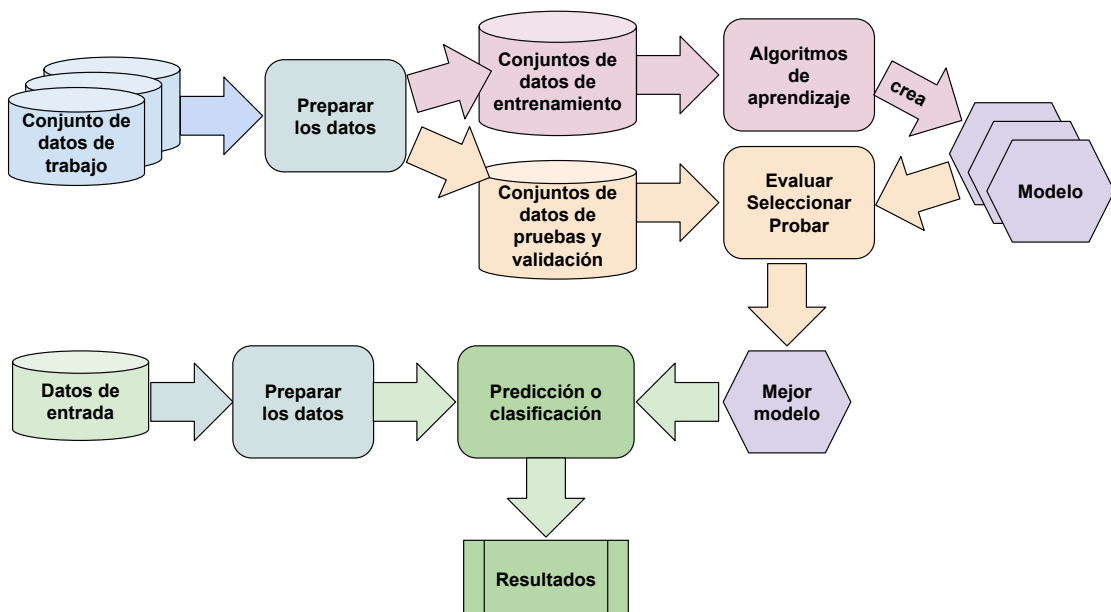 Conjunto de
datos de
trabajo
Preparar
los datos
Conjuntos de
datos de
entrenamiento
Algoritmos
de
aprendizaje
crea
Modelo
Conjuntos de
datos de
pruebas y
validación
Evaluar
Seleccionar
Probar
Datos de
entrada
Preparar
los datos
Predicción o
clasificación
Mejor
modelo
Resultados